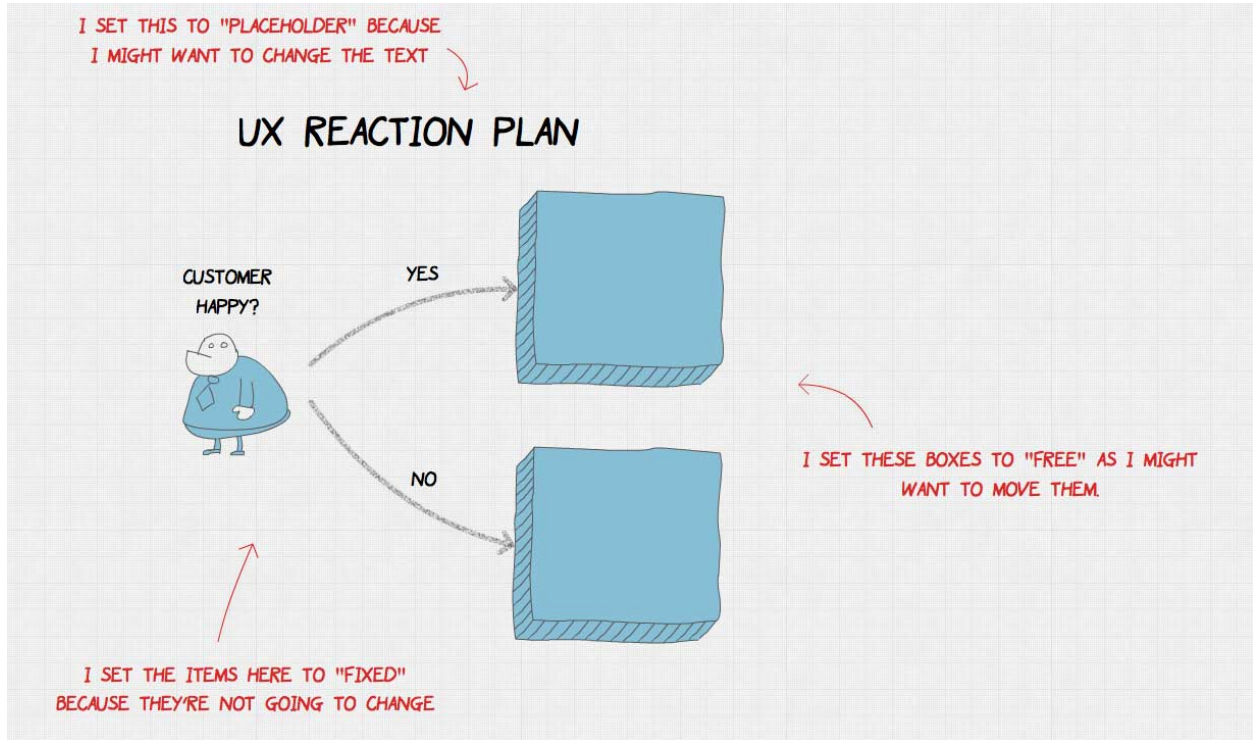 I SET THIS TO "PLACEHOLDER" BECAUSE
I MIGHT WANT TO CHANGE THE TEXT
UX REACTION PLAN
CUSTOMER
HAPPY?
YES
NO
I SET THESE BOXES TO "FREE" AS I MIGHT
WANT TO MOVE THEM.
I SET THE ITEMS HERE TO "FIXED"
BECAUSE THEY'RE NOT GOING TO CHANGE